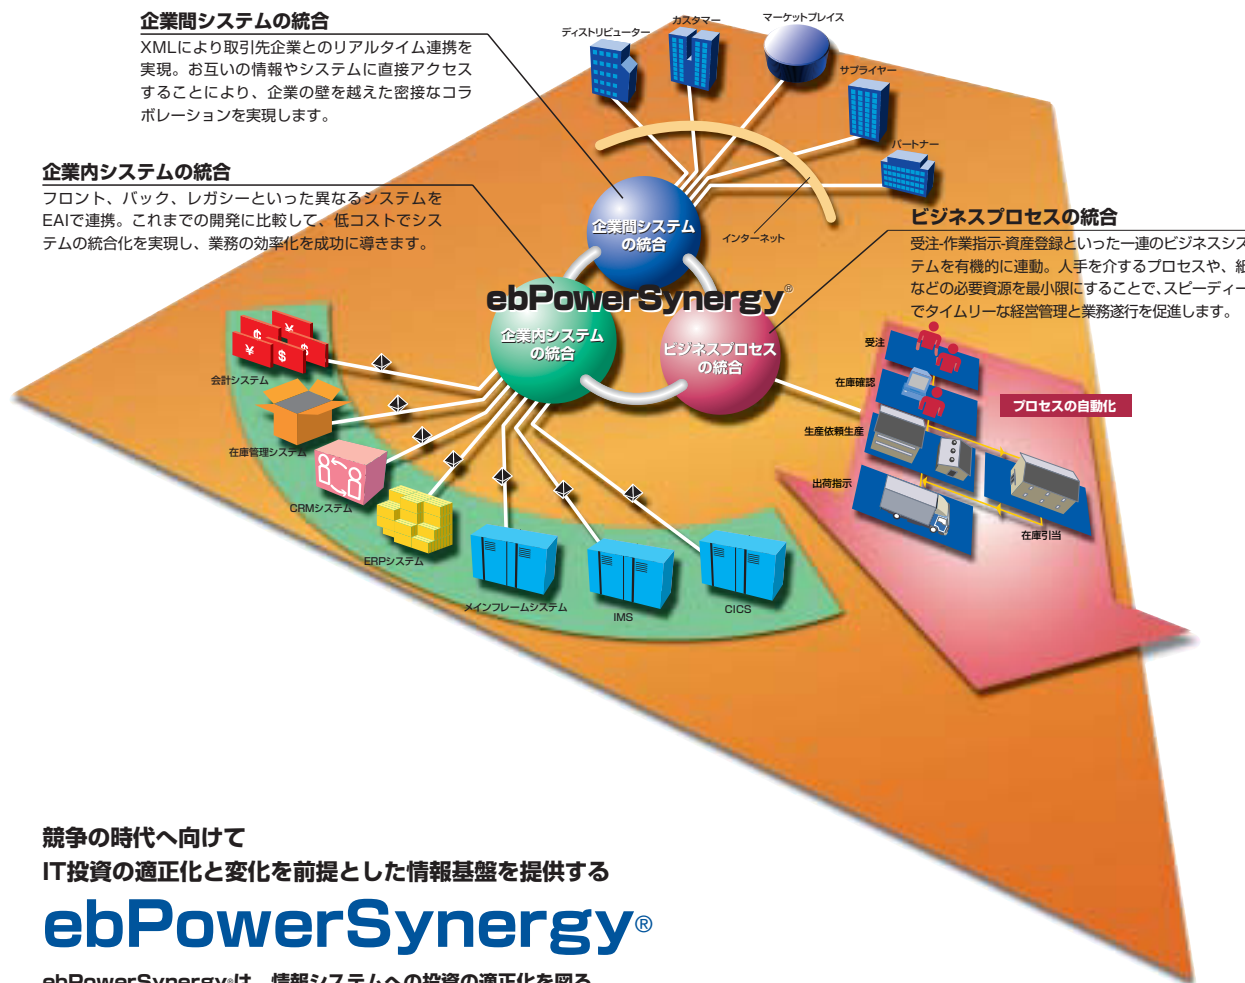 企業間システムの統合
XMLにより取引先企業とのリアルタイム連携を
実現。お互いの情報やシステムに直接アクセス
することにより、企業の壁を越えた密接なコラ
ボレーションを実現します。
企業内システムの統合
フロント、バック、レガシーといった異なるシステムを
EAIで連携。これまでの開発に比較して、低コストでシス
テムの統合化を実現し、業務の効率化を成功に導きます。
ディストリビューター
カスタマー
マーケットプレイス
サプライヤー
パートナー
インターネット
ビジネスプロセスの統合
受注-作業指示-資産登録といった一連のビジネスシス
テムを有機的に連動。人手を介するプロセスや、紙
などの必要資源を最小限にすることで、スピーディー
でタイムリーな経営管理と業務遂行を促進します。
企業間システム
の統合
ebPowerSynergy®
企業内システム
の統合
ビジネスプロセス
の統合
受注
在庫確認
生産依頼生産
出荷指示
在庫引当
プロセスの自動化
¥
¢
$
¥
$
会計システム
在庫管理システム
CRMシステム
ERPシステム
メインフレームシステム
IMS
CICS
競争の時代へ向けて
IT投資の適正化と変化を前提とした情報基盤を提供する
ebPowerSynergy®
ebPowerSynergy®は、情報システムへの投資の適正化を図る